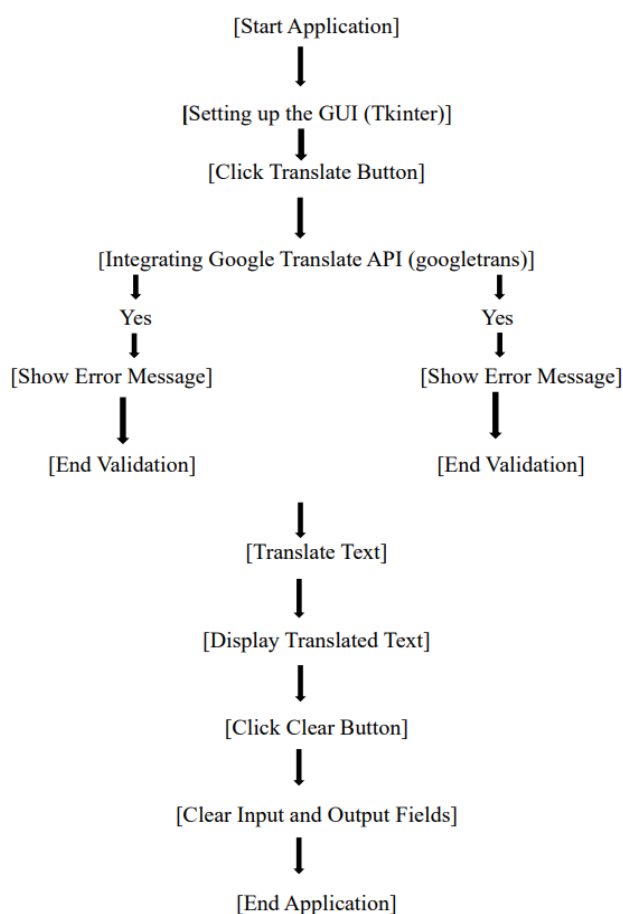 [Start Application]
[Setting up the GUI (Tkinter)]
[Click Translate Button]
[Integrating Google Translate API (googletrans)]
Yes
Yes
[Show Error Message]
[Show Error Message]
[End Validation]
[End Validation]
[Translate Text]
[Display Translated Text]
[Click Clear Button]
[Clear Input and Output Fields]
[End Application]